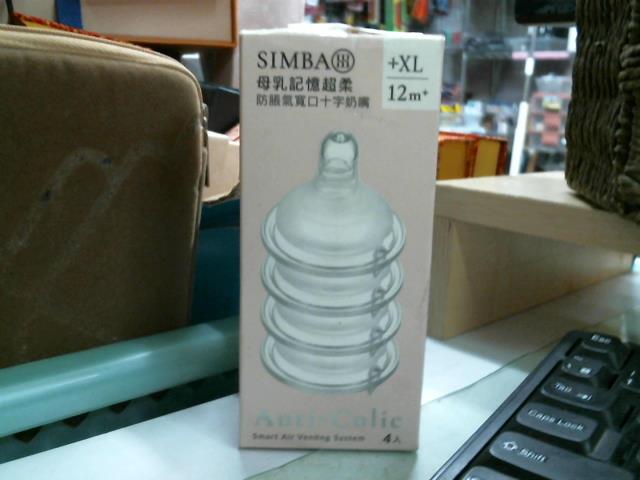 SIMBA
+XL
12m+
母乳記憶超柔
防脹氣寬口十字奶嘴
Anti-Colic
Smart Air Venting System
4入
Esc
Tab
Caps Lock
Shift